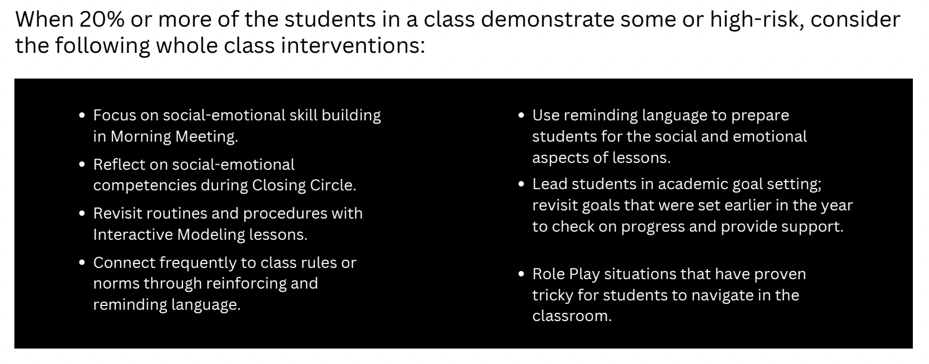 When 20% or more of the students in a class demonstrate some or high-risk, consider
the following whole class interventions:
• Focus on social-emotional skill building
in Morning Meeting.
• Reflect on social-emotional
competencies during Closing Circle.
• Revisit routines and procedures with
Interactive Modeling lessons.
• Connect frequently to class rules or
norms through reinforcing and
reminding language.
• Use reminding language to prepare
students for the social and emotional
aspects of lessons.
• Lead students in academic goal setting;
revisit goals that were set earlier in the year
to check on progress and provide support.
• Role Play situations that have proven
tricky for students to navigate in the
classroom.